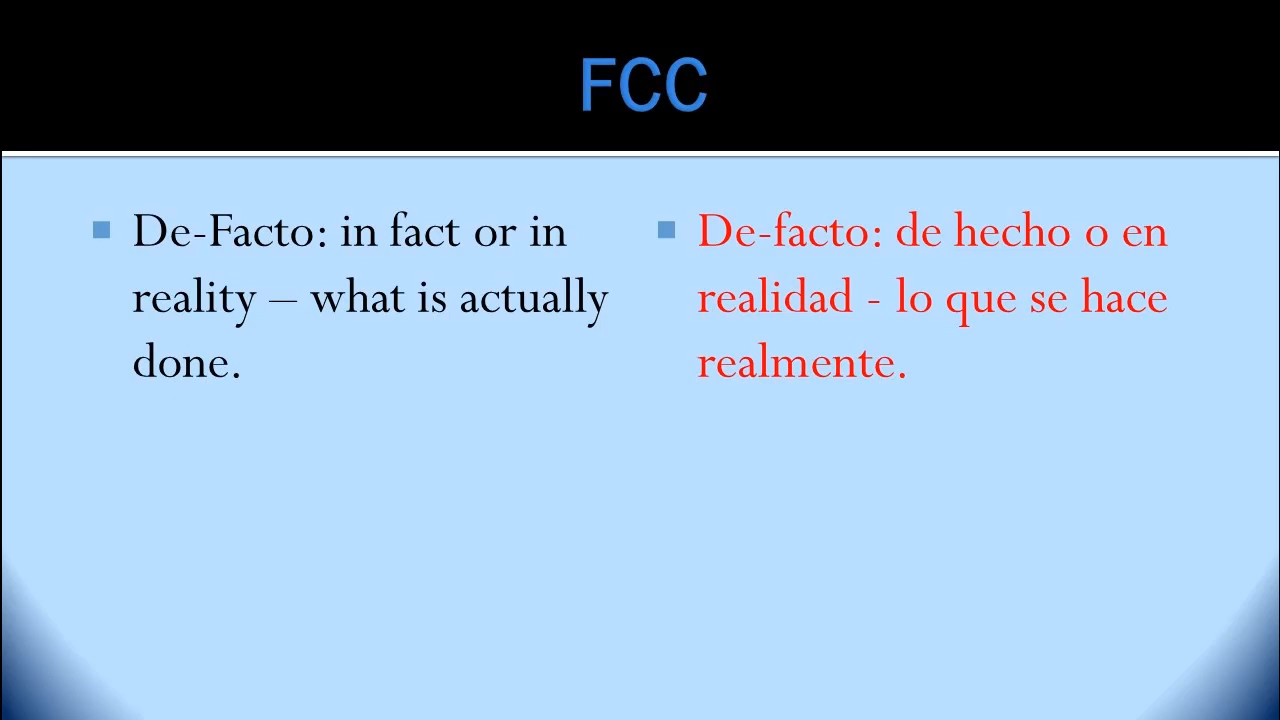 FCC
De-Facto: in fact or in
reality – what is actually
done.
De-facto: de hecho o en
realidad - lo que se hace
realmente.